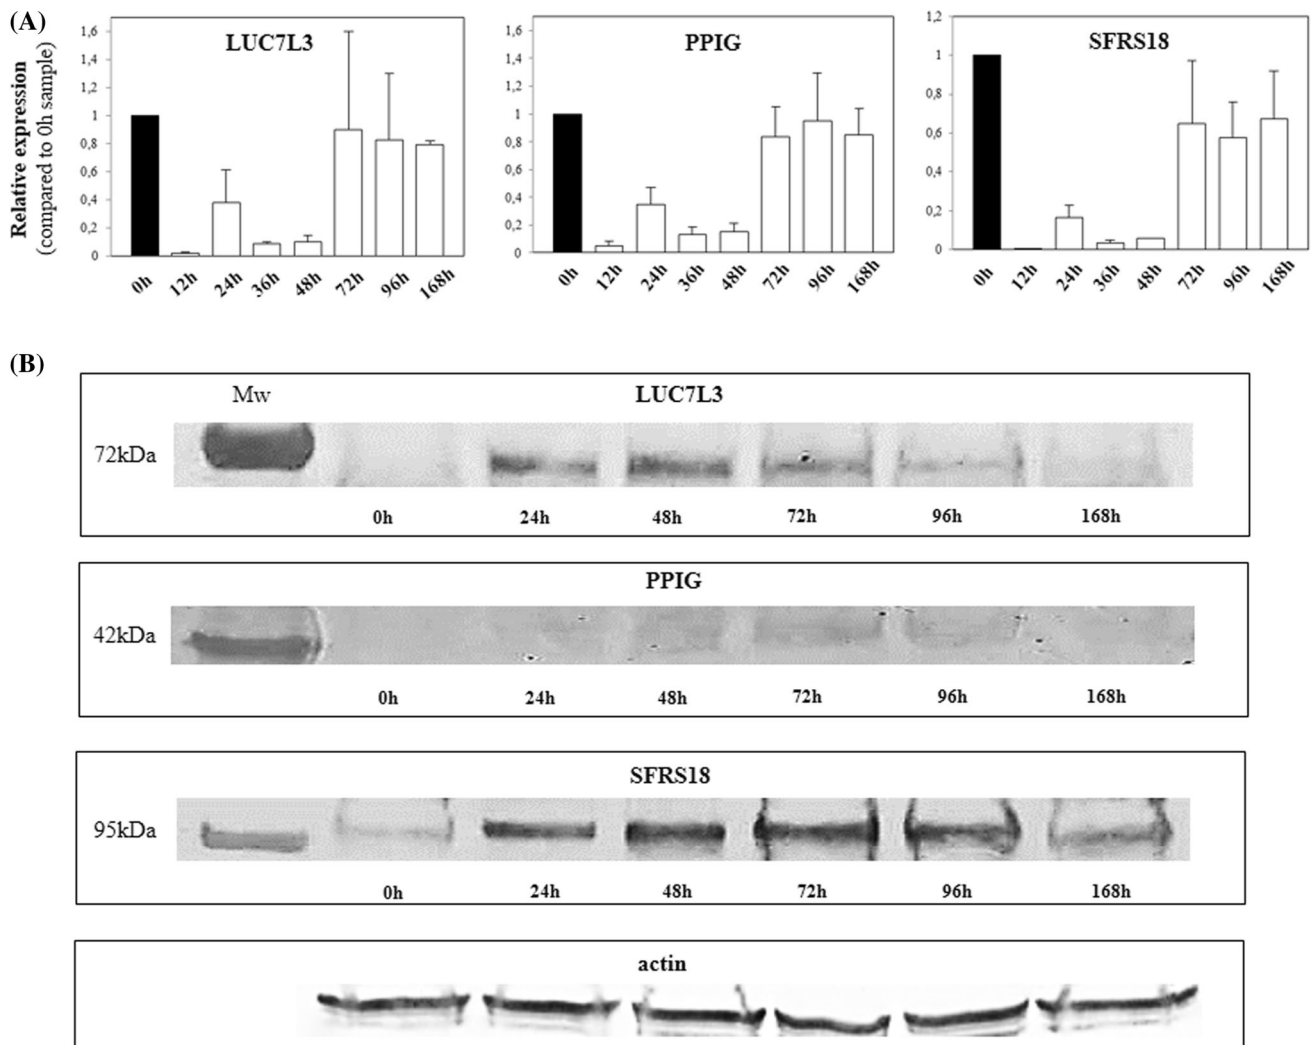 (A)
Relative expression
(compared to 0h sample)
LUC7L3
1,6
1,4
1,2
1
0,8
0,6
0,4
0,2
0
0h 12h 24h 36h 48h 72h 96h 168h
PPIG
1,6
1,4
1,2
1
0,8
0,6
0,4
0,2
0
0h 12h 24h 36h 48h 72h 96h 168h
SFRS18
1,2
1
0,8
0,6
0,4
0,2
0
0h 12h 24h 36h 48h 72h 96h 168h
(B)
Mw LUC7L3
72kDa
0h 24h 48h 72h 96h 168h
PPIG
42kDa
0h 24h 48h 72h 96h 168h
SFRS18
95kDa
0h 24h 48h 72h 96h 168h
actin